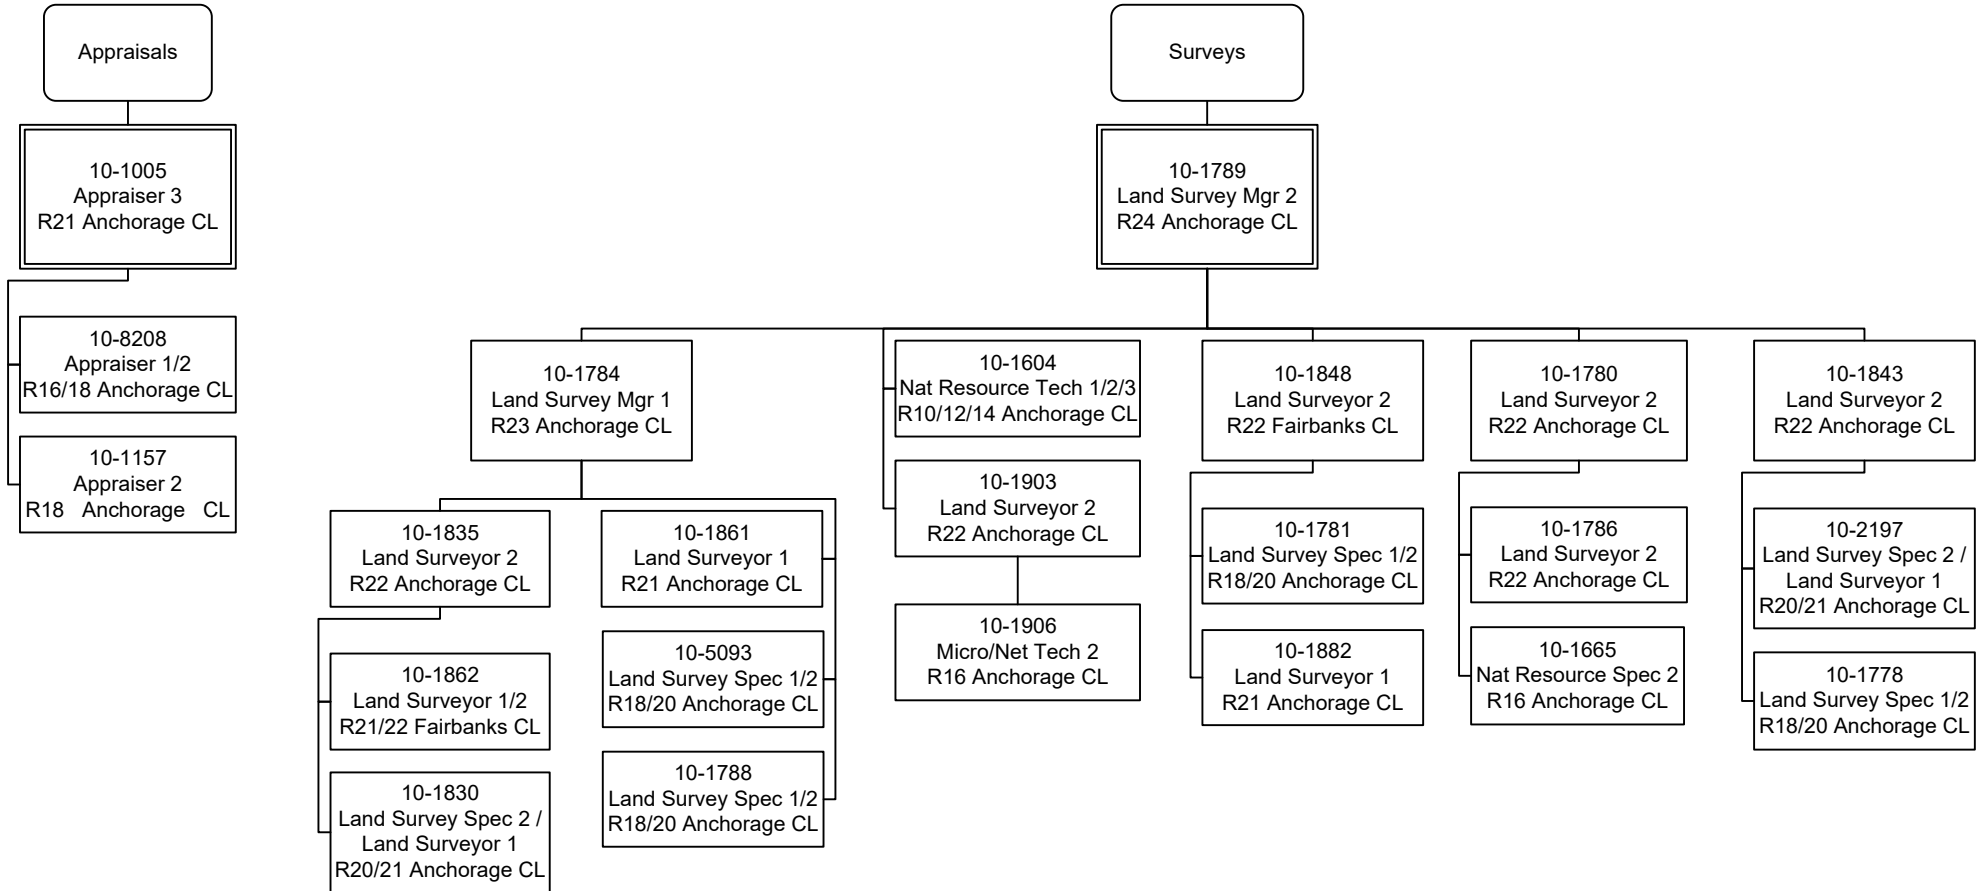 Appraisals
10-1005
Appraiser 3
R21 Anchorage CL
10-8208
Appraiser 1/2
R16/18 Anchorage CL
10-1157
Appraiser 2
R18 Anchorage CL
Surveys
10-1789
Land Survey Mgr 2
R24 Anchorage CL
10-1784
Land Survey Mgr 1
R23 Anchorage CL
10-1835
Land Surveyor 2
R22 Anchorage CL
10-1862
Land Surveyor 1/2
R21/22 Fairbanks CL
10-1830
Land Survey Spec 2 /
Land Surveyor 1
R20/21 Anchorage CL
10-1861
Land Surveyor 1
R21 Anchorage CL
10-5093
Land Survey Spec 1/2
R18/20 Anchorage CL
10-1788
Land Survey Spec 1/2
R18/20 Anchorage CL
10-1604
Nat Resource Tech 1/2/3
R10/12/14 Anchorage CL
10-1903
Land Surveyor 2
R22 Anchorage CL
10-1906
Micro/Net Tech 2
R16 Anchorage CL
10-1848
Land Surveyor 2
R22 Fairbanks CL
10-1781
Land Survey Spec 1/2
R18/20 Anchorage CL
10-1882
Land Surveyor 1
R21 Anchorage CL
10-1780
Land Surveyor 2
R22 Anchorage CL
10-1786
Land Surveyor 2
R22 Anchorage CL
10-1665
Nat Resource Spec 2
R16 Anchorage CL
10-1843
Land Surveyor 2
R22 Anchorage CL
10-2197
Land Survey Spec 2 /
Land Surveyor 1
R20/21 Anchorage CL
10-1778
Land Survey Spec 1/2
R18/20 Anchorage CL